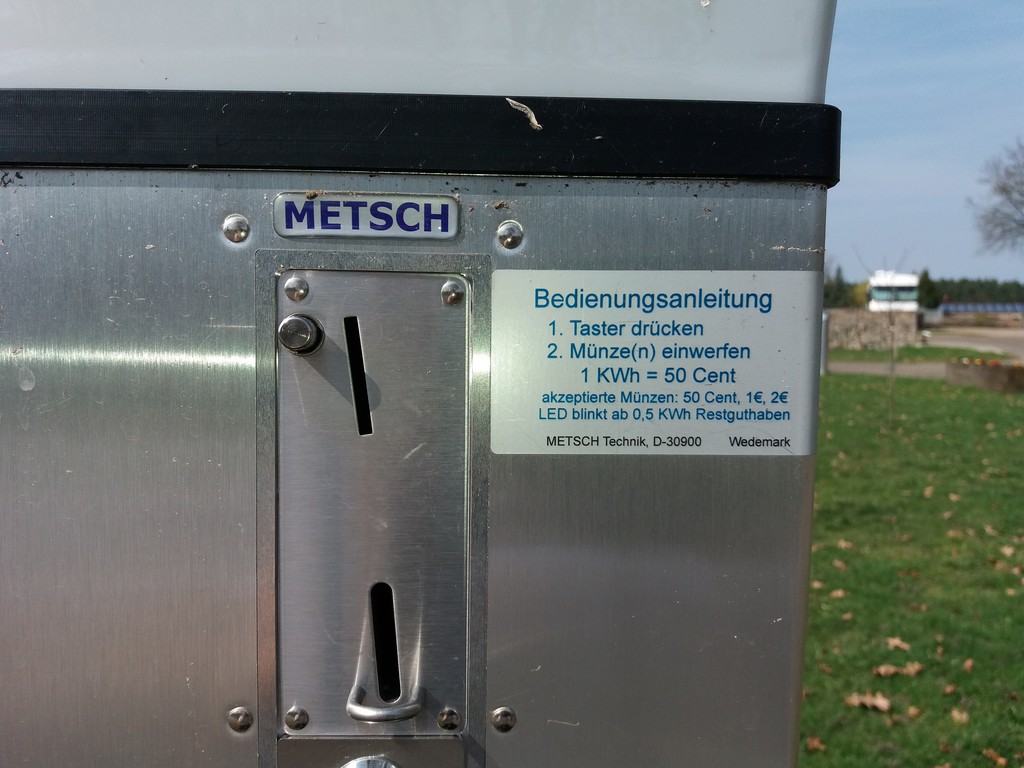 METSCH
Bedienungsanleitung
1. Taster drücken
2. Münze(n) einwerfen
1 KWh = 50 Cent
akzeptierte Münzen: 50 Cent, 1€, 2€
LED blinkt ab 0,5 KWh Restguthaben
METSCH Technik, D-30900 Wedemark